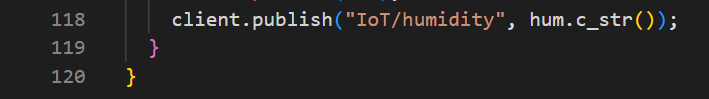 118 client.publish("IoT/humidity", hum.c_str());
119 }
120 }